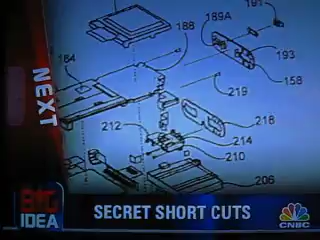 191
189A
188
193
184
158
219
218
212
214
210
206
NEXT
BIG
IDEA
SECRET SHORT CUTS
CNBC